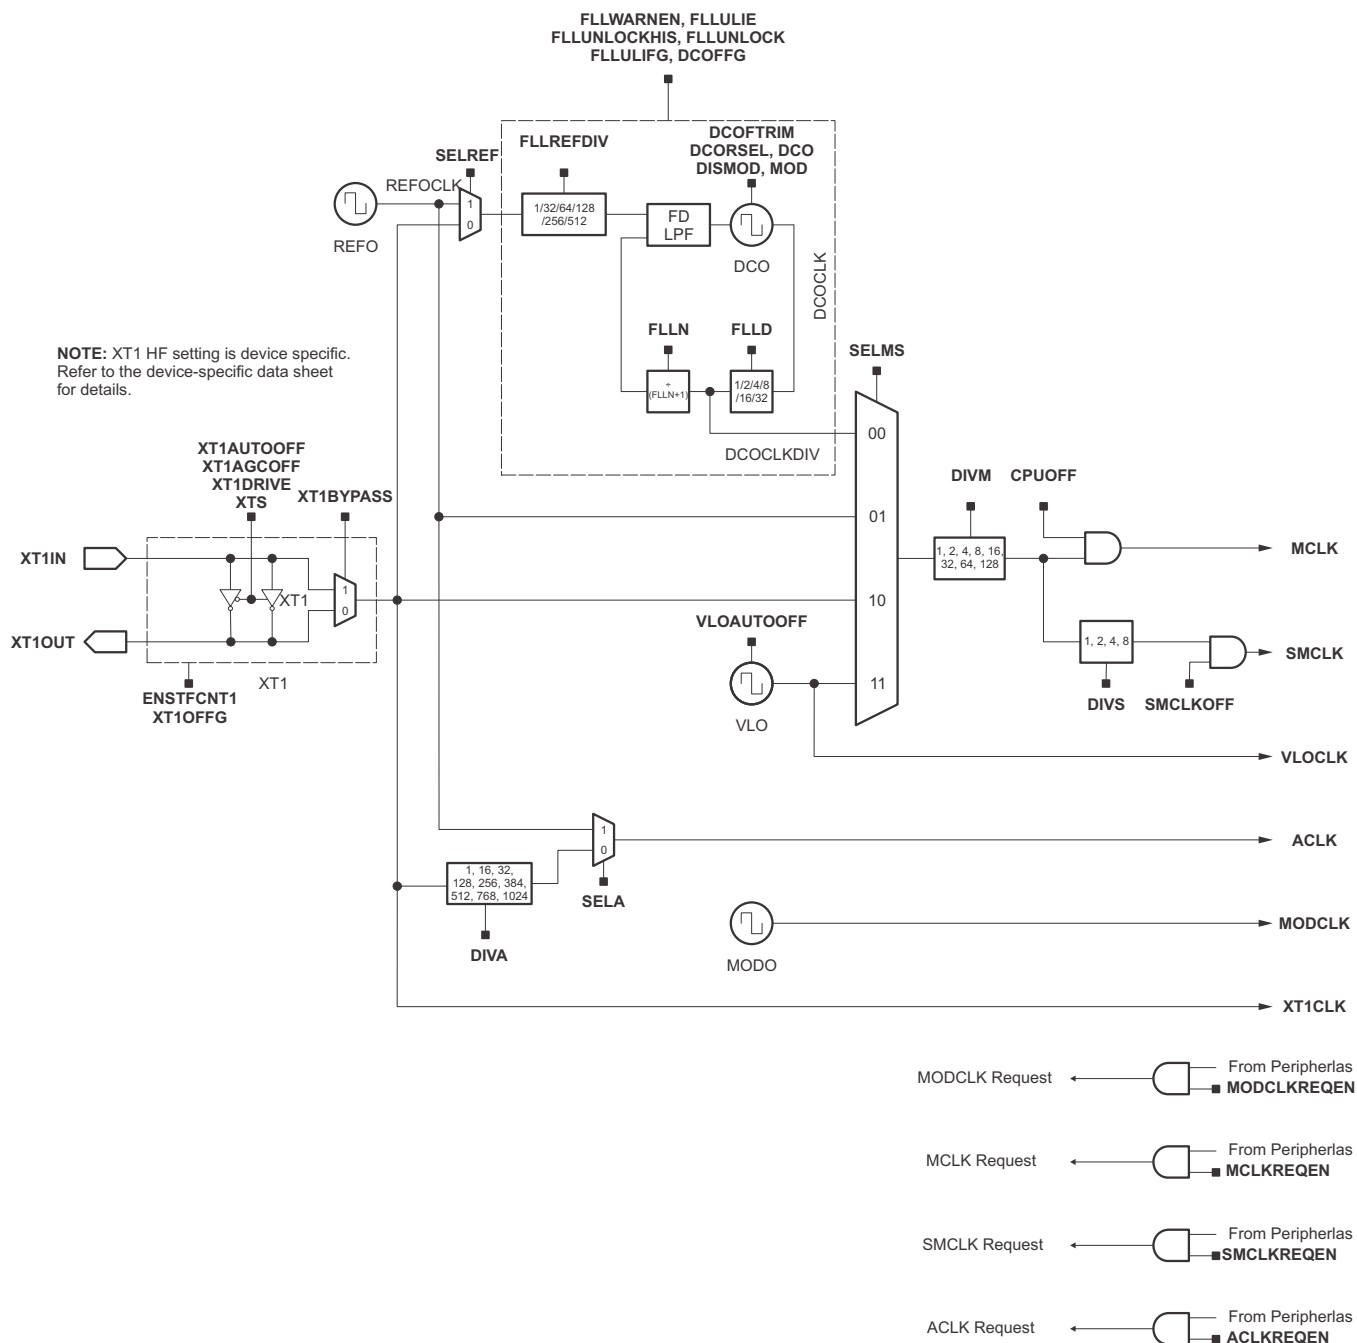 FLLWARNEN, FLLULIE
FLLUNLOCKHIS, FLLUNLOCK
FLLULIFG, DCOFFG
FLLREFDIV
DCOFTRIM
DCORSEL, DCO
DISMOD, MOD
SELREF
REFOCLK
1
0
1/32/64/128
/256/512
FD
LPF
REFO
DCO
DCOCLK
FLLN
FLLD
÷
(FLLN+1)
1/2/4/8
/16/32
DCOCLKDIV
SELMS
00
01
10
11
NOTE: XT1 HF setting is device specific.
Refer to the device-specific data sheet
for details.
XT1AUTOOFF
XT1AGCOFF
XT1DRIVE
XTS
XT1BYPASS
XT1IN
XT1OUT
XT1
1
0
XT1
ENSTFCNT1
XT1OFFG
DIVM
CPUOFF
1, 2, 4, 8, 16,
32, 64, 128
MCLK
VLOAUTOOFF
VLO
1, 2, 4, 8
SMCLK
DIVS
SMCLKOFF
VLOCLK
1
0
ACLK
1, 16, 32,
128, 256, 384,
512, 768, 1024
SELA
DIVA
MODO
MODCLK
XT1CLK
MODCLK Request
From Peripherlas
MODCLKREQEN
MCLK Request
From Peripherlas
MCLKREQEN
SMCLK Request
From Peripherlas
SMCLKREQEN
ACLK Request
From Peripherlas
ACLKREQEN